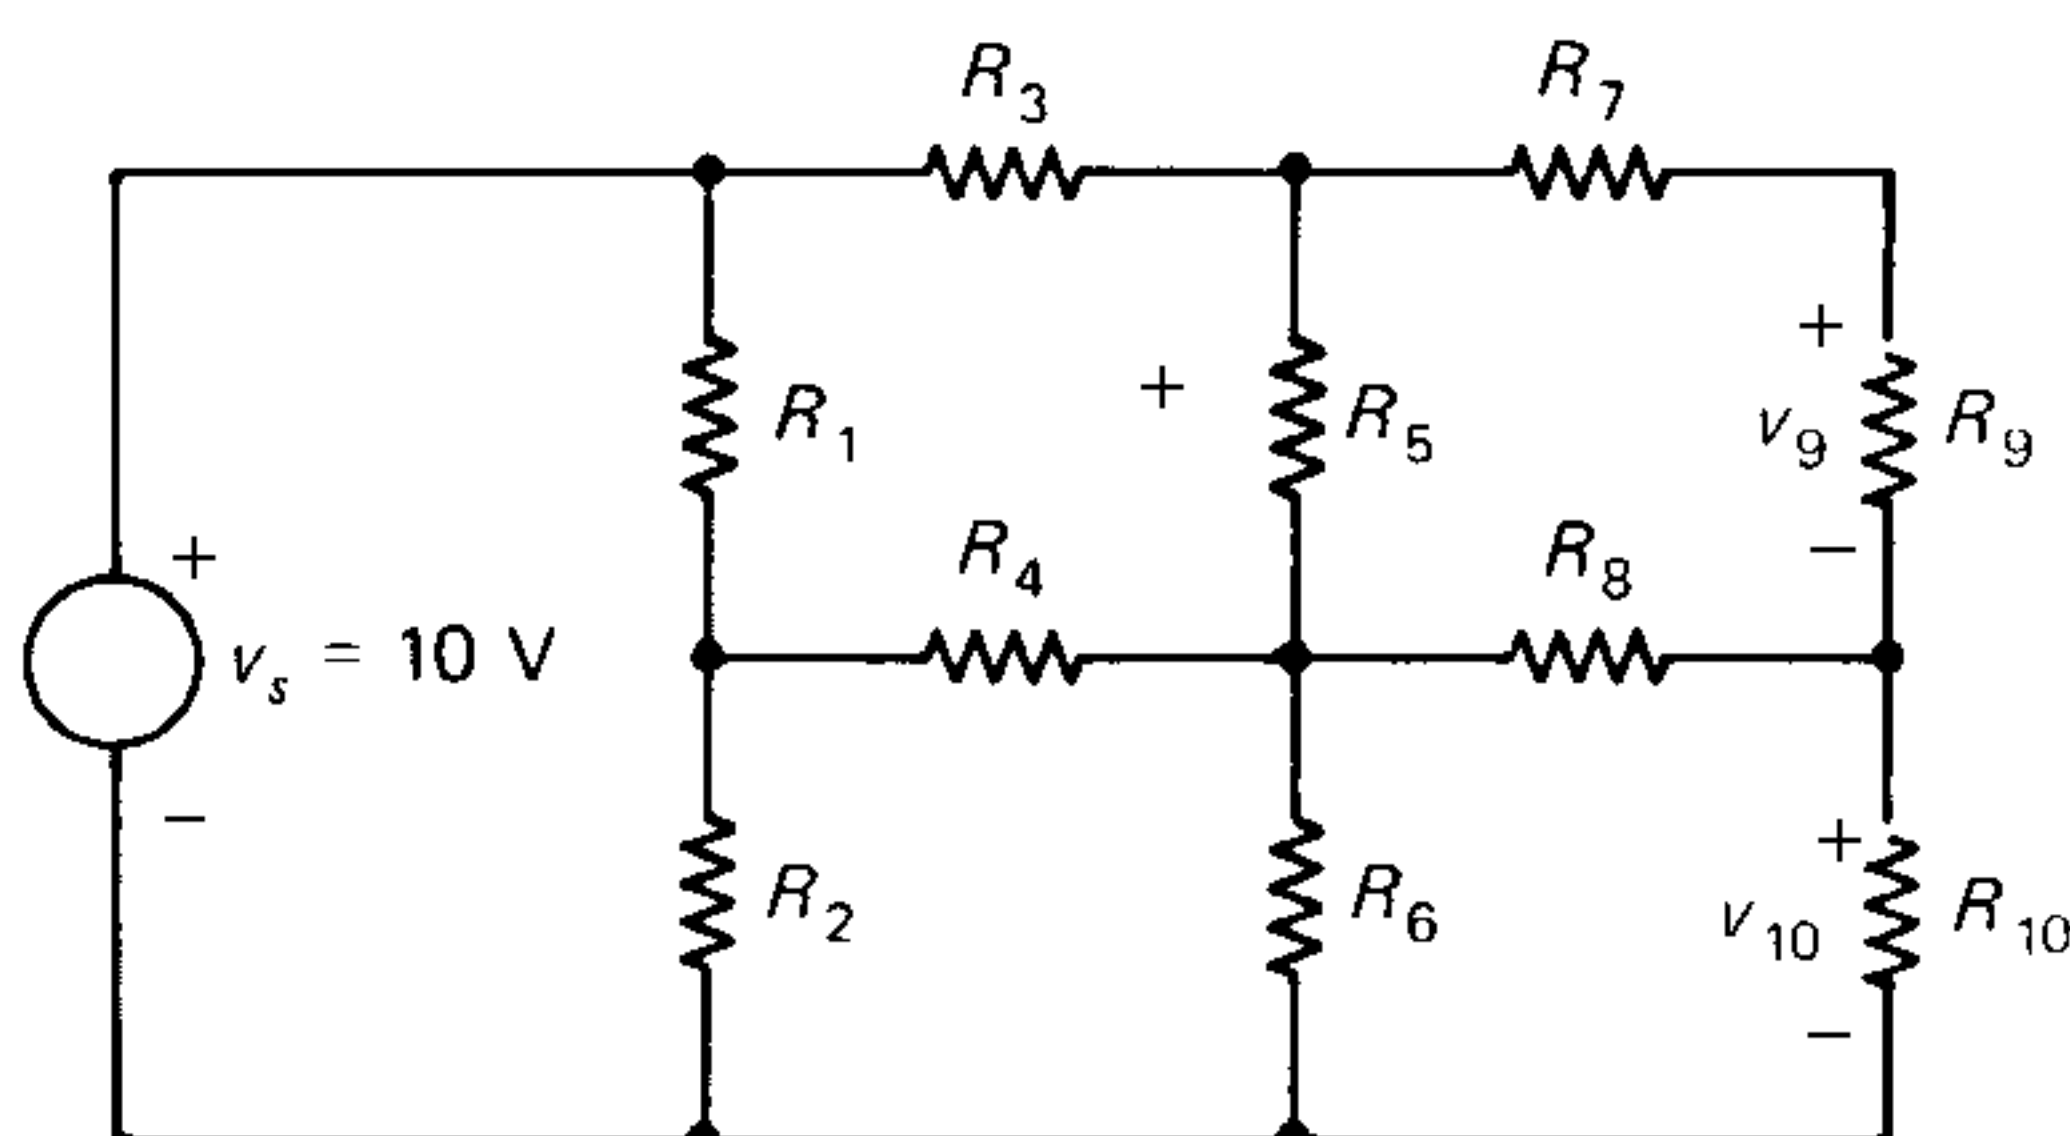 R3
R7
+
+
R1
R5
v9
R9
R4
R8
−
+
vs = 10 V
−
+
R2
R6
v10
R10
−